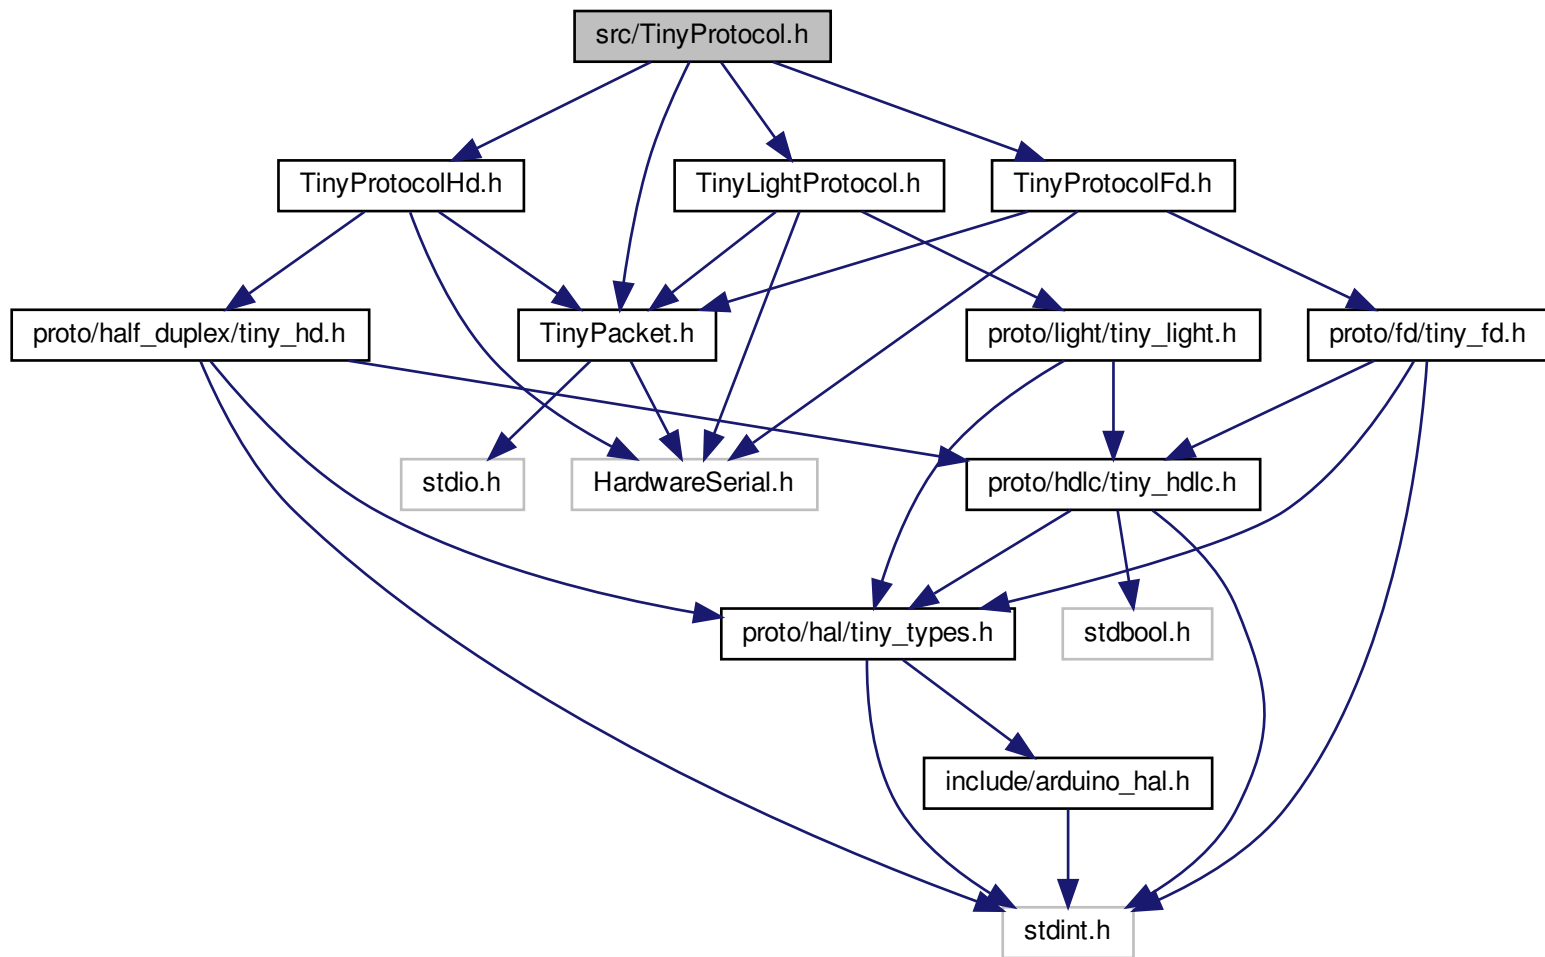 src/TinyProtocol.h
TinyProtocolHd.h
TinyLightProtocol.h
TinyProtocolFd.h
proto/half_duplex/tiny_hd.h
TinyPacket.h
proto/light/tiny_light.h
proto/fd/tiny_fd.h
stdio.h
HardwareSerial.h
proto/hdlc/tiny_hdlc.h
proto/hal/tiny_types.h
stdbool.h
include/arduino_hal.h
stdint.h